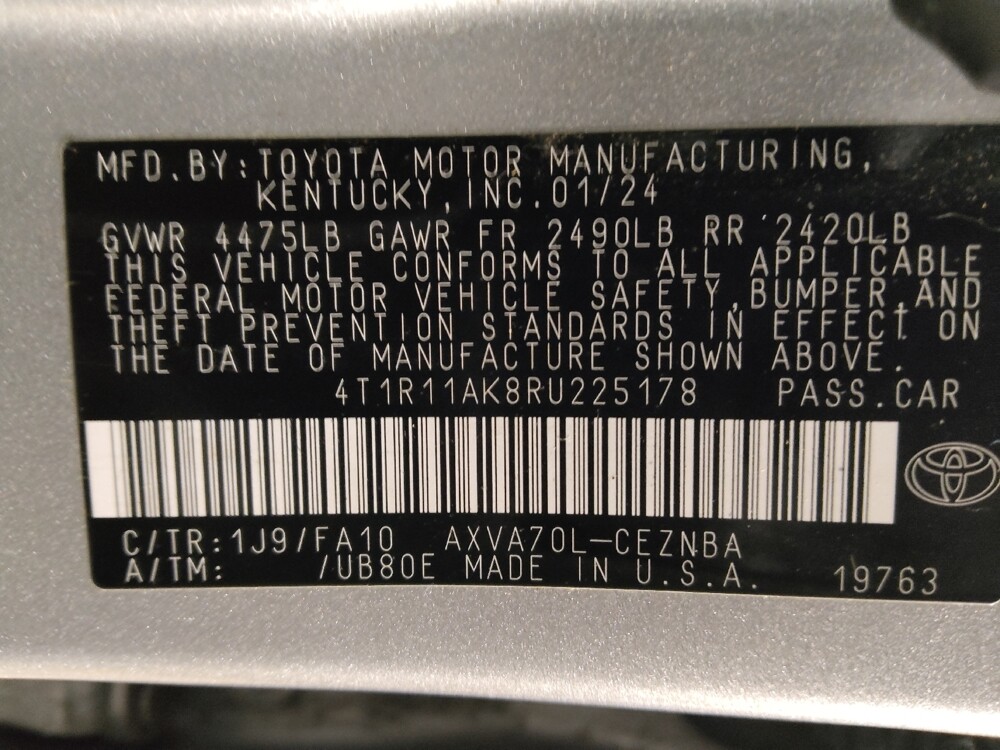 MFD.BY:TOYOTA MOTOR MANUFACTURING,
KENTUCKY,INC.01/24
GVWR 4475LB GAWR FR 2490LB RR 2420LB
THIS VEHICLE CONFORMS TO ALL APPLICABLE
FEDERAL MOTOR VEHICLE SAFETY,BUMPER,AND
THEFT PREVENTION STANDARDS IN EFFECT ON
THE DATE OF MANUFACTURE SHOWN ABOVE.
4T1R11AK8RU225178 PASS.CAR
C/TR:1J9/FA10 AXVA70L-CEZNBA
A/TM: /UB80E MADE IN U.S.A. 19763